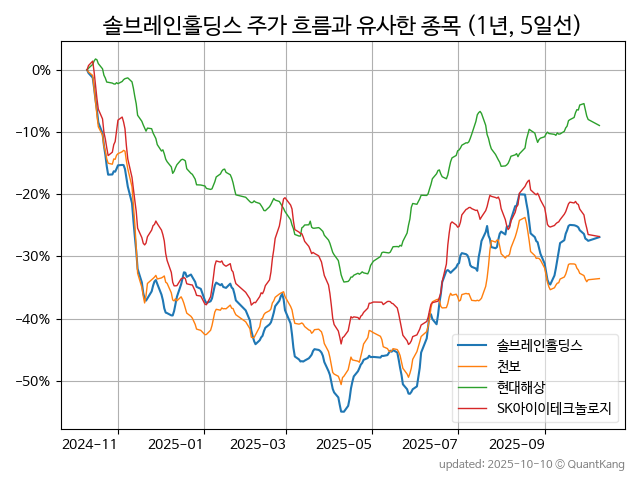 솔브레인홀딩스 주가 흐름과 유사한 종목 (1년, 5일선)
0%
−10%
−20%
−30%
−40%
−50%
솔브레인홀딩스
천보
현대해상
SK아이이테크놀로지
2024-11
2025-01
2025-03
2025-05
2025-07
2025-09
updated: 2025-10-10 © QuantKang